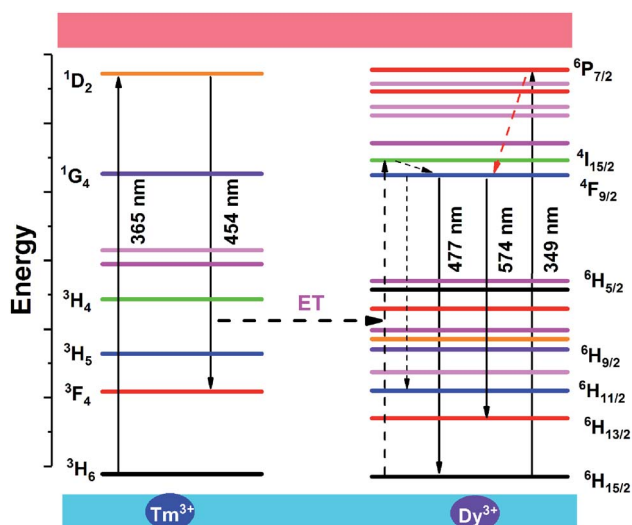 Energy
¹D₂
¹G₄
³H₄
³H₅
³F₄
³H₆
365 nm
454 nm
ET
477 nm
574 nm
349 nm
⁶P₇/₂
⁴I₁₅/₂
⁴F₉/₂
⁶H₅/₂
⁶H₉/₂
⁶H₁₁/₂
⁶H₁₃/₂
⁶H₁₅/₂
Tm³⁺
Dy³⁺